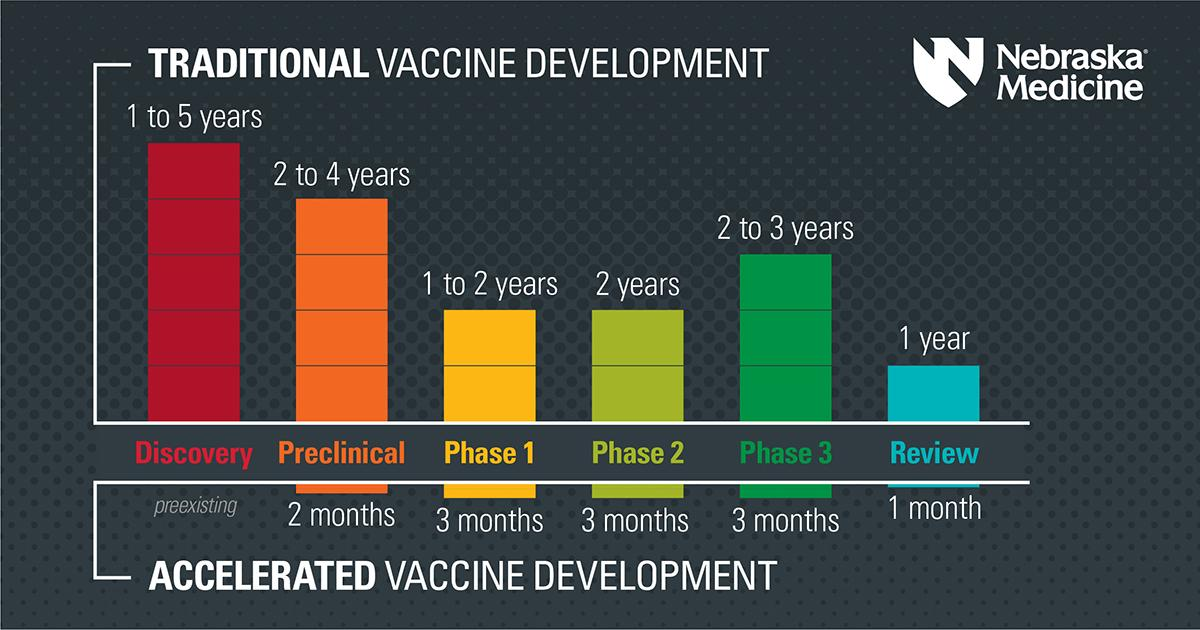 TRADITIONAL VACCINE DEVELOPMENT
Nebraska
Medicine
1 to 5 years
2 to 4 years
1 to 2 years
2 years
2 to 3 years
1 year
Discovery
Preclinical
Phase 1
Phase 2
Phase 3
Review
preexisting
2 months
3 months
3 months
3 months
1 month
ACCELERATED VACCINE DEVELOPMENT